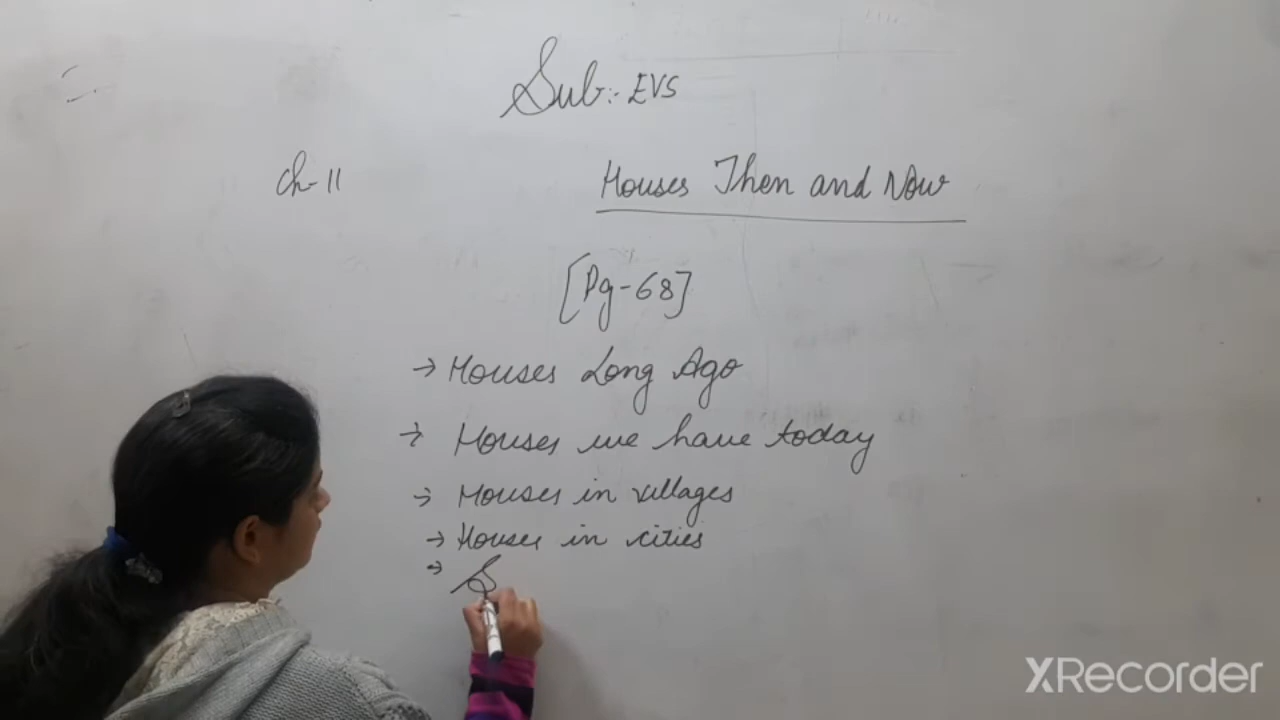 Sub:- EVS
Ch- 11 Houses Then and Now
[Pg-68]
→ Houses Long Ago
→ Houses we have today
→ Houses in villages
→ Houses in cities
→ S
XRecorder